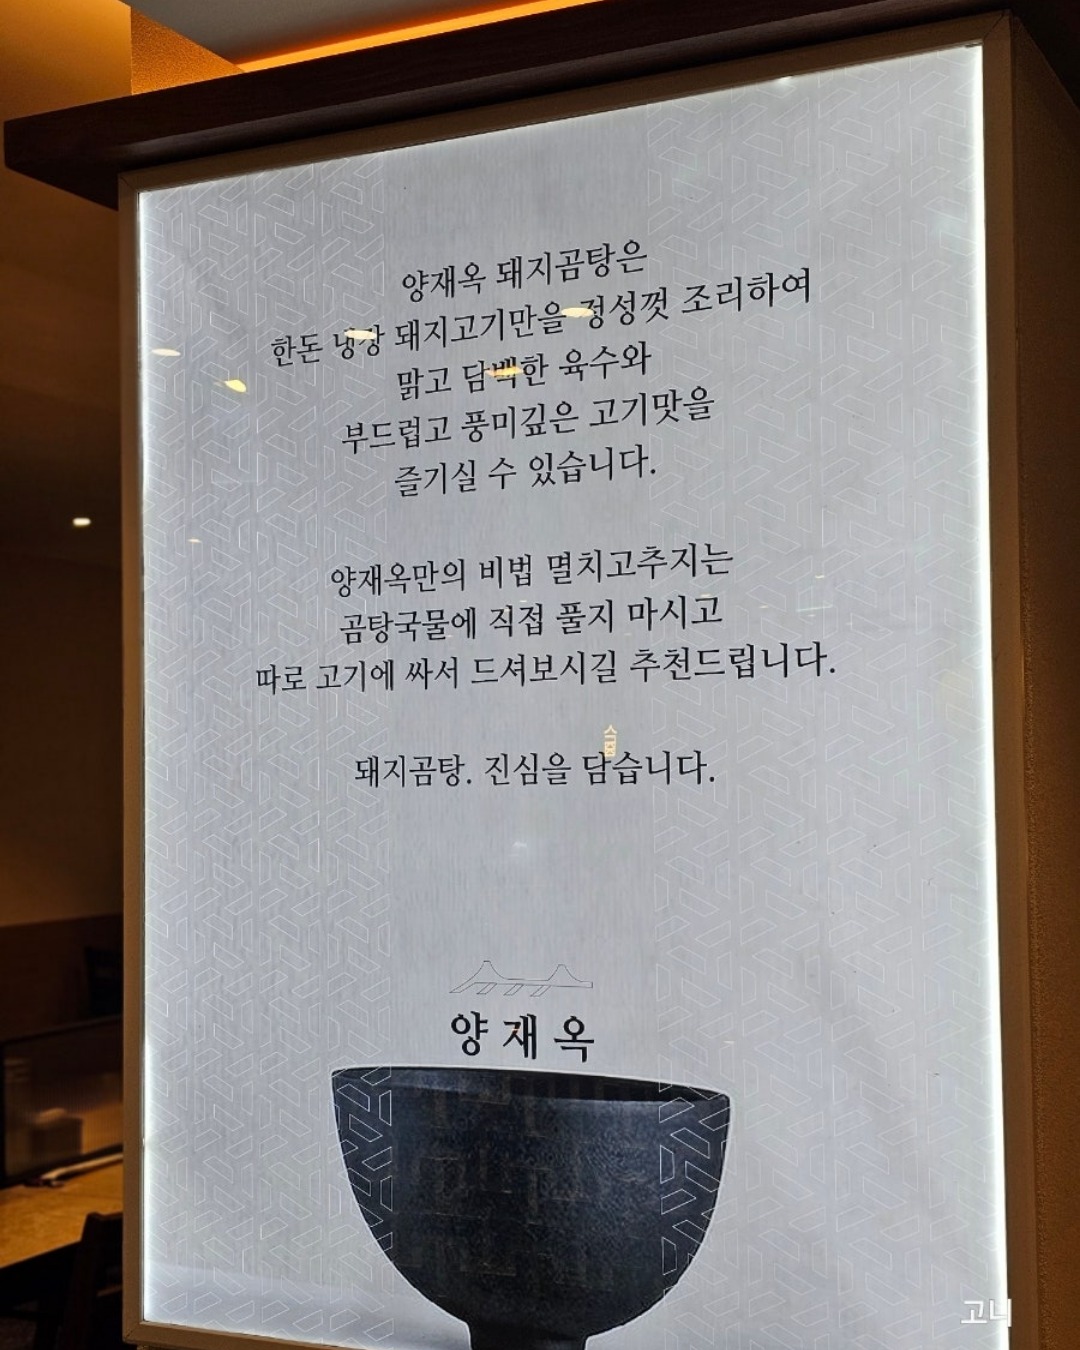 양재옥 돼지곰탕은
한돈 냉장 돼지고기만을 정성껏 조리하여
맑고 담백한 육수와
부드럽고 풍미깊은 고기맛을
즐기실 수 있습니다.
양재옥만의 비법 멸치고추지는
곰탕국물에 직접 풀지 마시고
따로 고기에 싸서 드셔보시길 추천드립니다.
돼지곰탕. 진심을 담습니다.
양재옥
고니